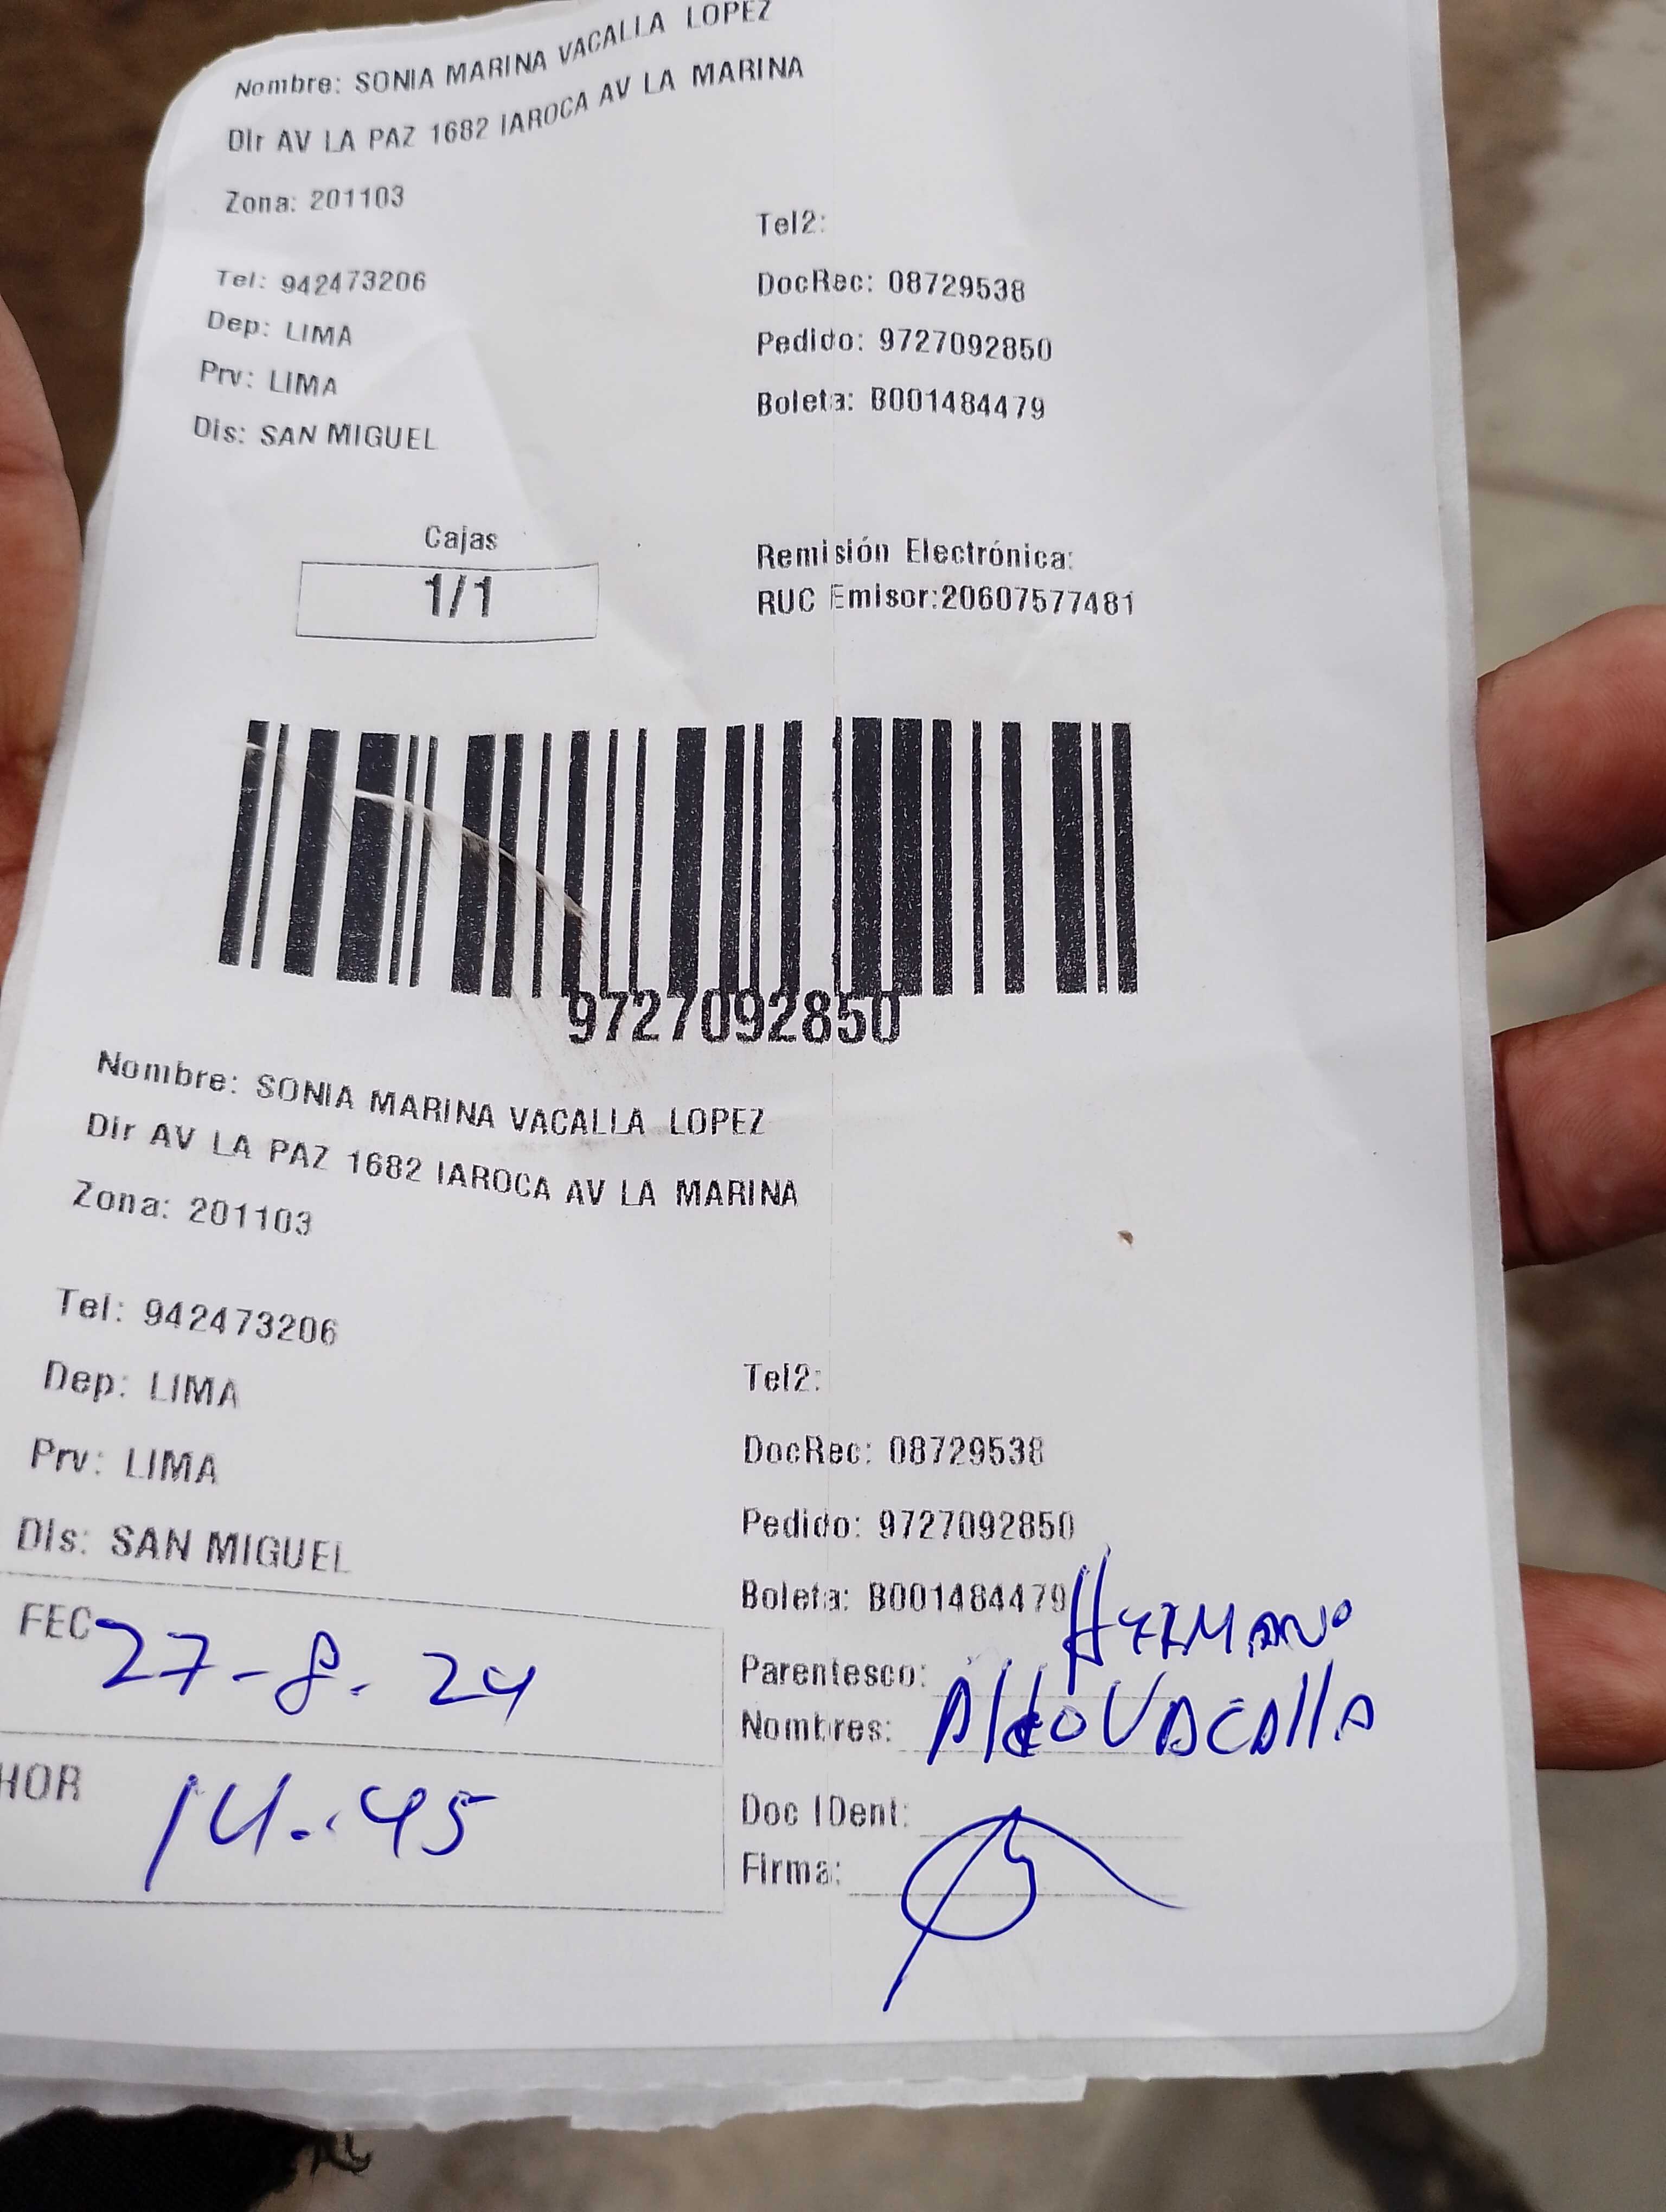 Nombre: SONIA MARINA VACALLA LOPEZ
Dir AV LA PAZ 1682 IAROCA AV LA MARINA
Zona: 201103
Tel2:
Tel: 942473206
DocRec: 08729538
Dep: LIMA
Pedido: 9727092850
Prv: LIMA
Boleta: B001484479
Dis: SAN MIGUEL
Cajas
1/1
Remisión Electrónica:
RUC Emisor:20607577481
9727092850
Nombre: SONIA MARINA VACALLA LOPEZ
Dir AV LA PAZ 1682 IAROCA AV LA MARINA
Zona: 201103
Tel: 942473206
Tel2:
Dep: LIMA
DocRec: 08729538
Prv: LIMA
Pedido: 9727092850
Dis: SAN MIGUEL
Boleta: B001484479
FEC 27-8-24
Parentesco: HERMANO
Nombres: Aldo VACAllA
HOR 14:45
Doc IDent:
Firma: